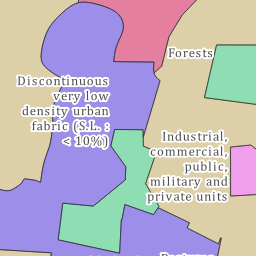 Forests
Discontinuous
very low
density urban
fabric (S.L. :
< 10%)
Industrial,
commercial,
public,
military and
private units